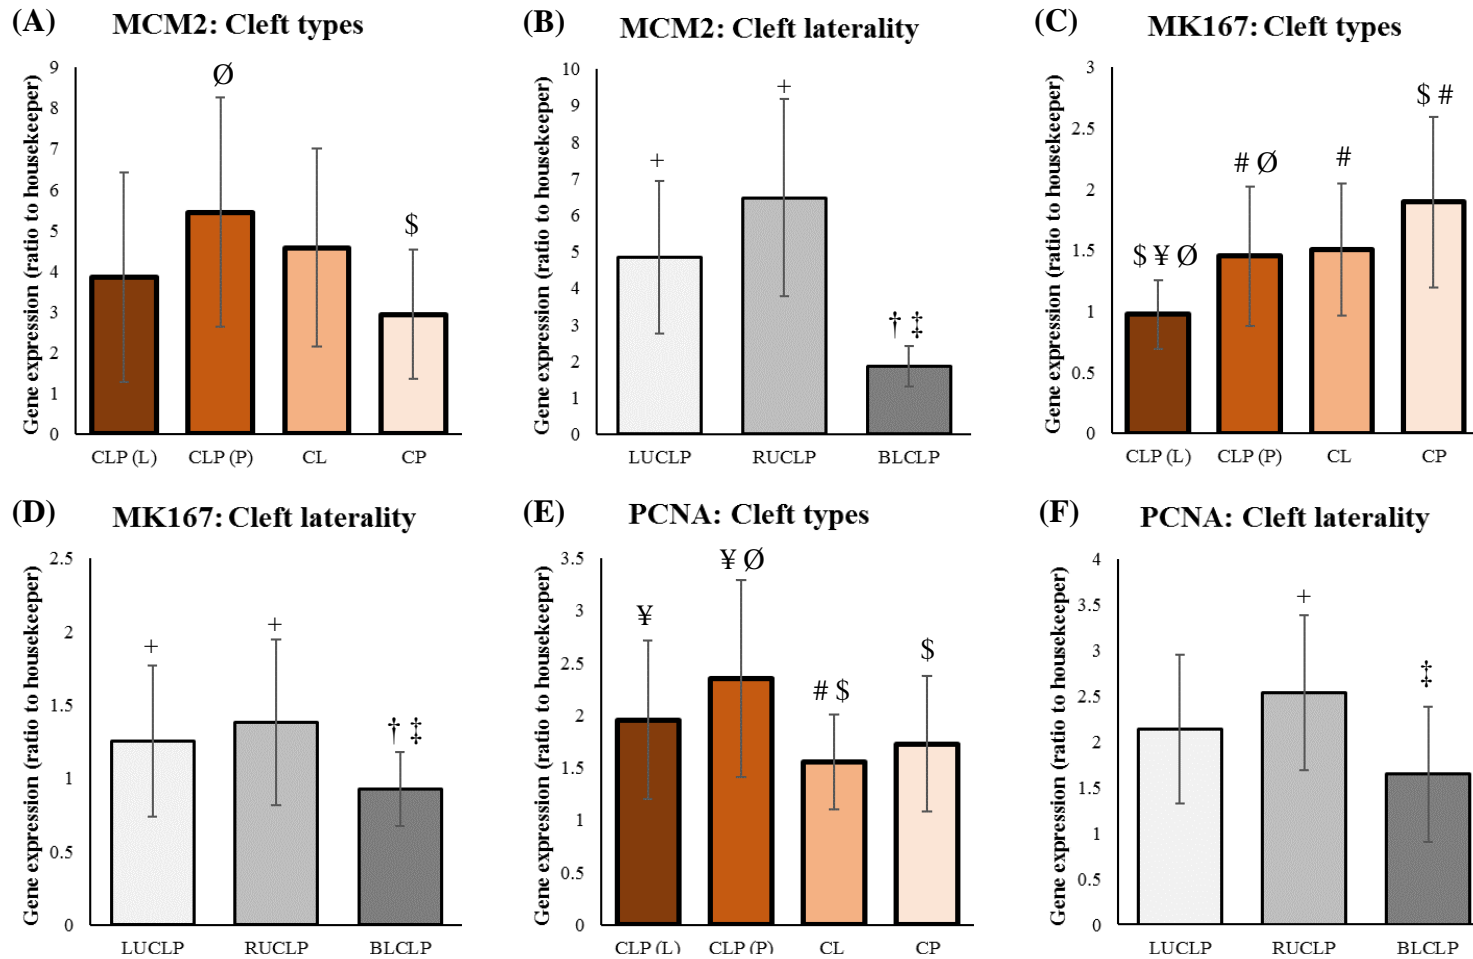 (A) MCM2: Cleft types
Gene expression (ratio to housekeeper)
9
8
7
6
5
4
3
2
1
0
Ø
$
CLP (L) CLP (P) CL CP
(B) MCM2: Cleft laterality
Gene expression (ratio to housekeeper)
10
9
8
7
6
5
4
3
2
1
0
+
+
† ‡
LUCLP RUCLP BLCLP
(C) MK167: Cleft types
Gene expression (ratio to housekeeper)
3
2.5
2
1.5
1
0.5
0
$ ¥ Ø
# Ø
#
$ #
CLP (L) CLP (P) CL CP
(D) MK167: Cleft laterality
Gene expression (ratio to housekeeper)
2.5
2
1.5
1
0.5
0
+
+
† ‡
LUCLP RUCLP BLCLP
(E) PCNA: Cleft types
Gene expression (ratio to housekeeper)
3.5
3
2.5
2
1.5
1
0.5
0
¥
¥ Ø
# $
$
CLP (L) CLP (P) CL CP
(F) PCNA: Cleft laterality
Gene expression (ratio to housekeeper)
4
3.5
3
2.5
2
1.5
1
0.5
0
+
‡
LUCLP RUCLP BLCLP